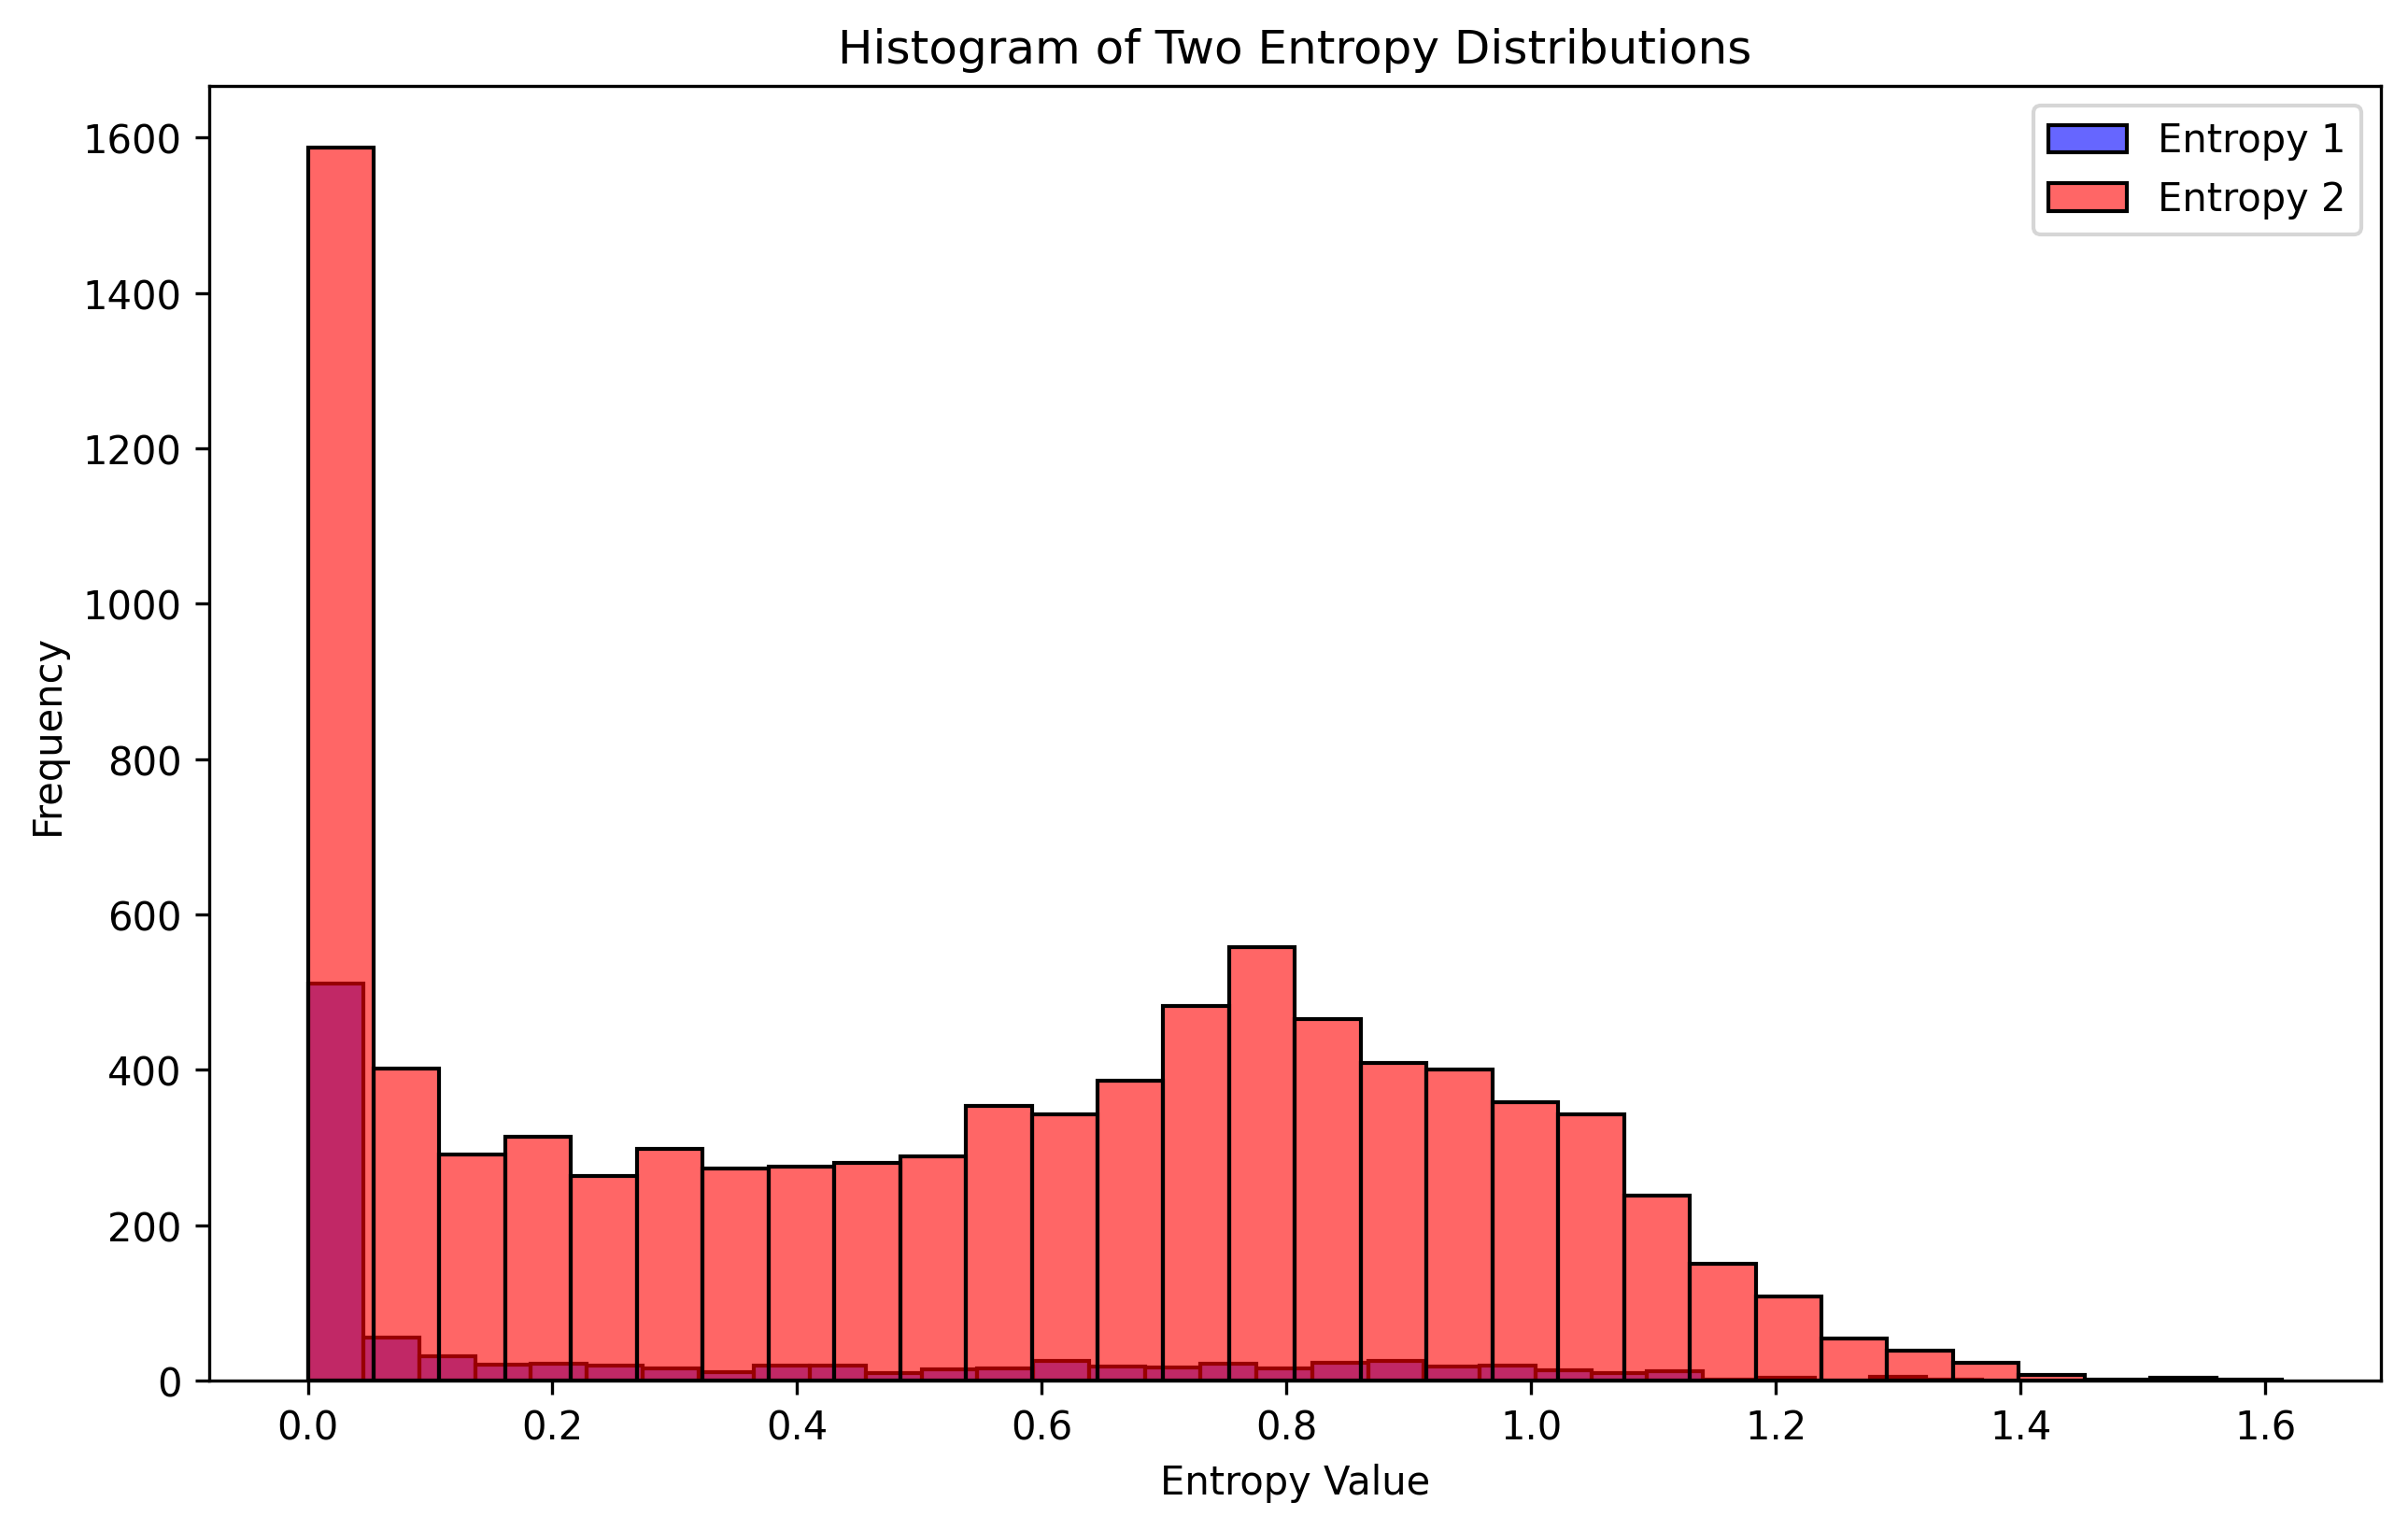 Histogram of Two Entropy Distributions
Entropy 1
Entropy 2
Frequency
1600
1400
1200
1000
800
600
400
200
0
0.0 0.2 0.4 0.6 0.8 1.0 1.2 1.4 1.6
Entropy Value